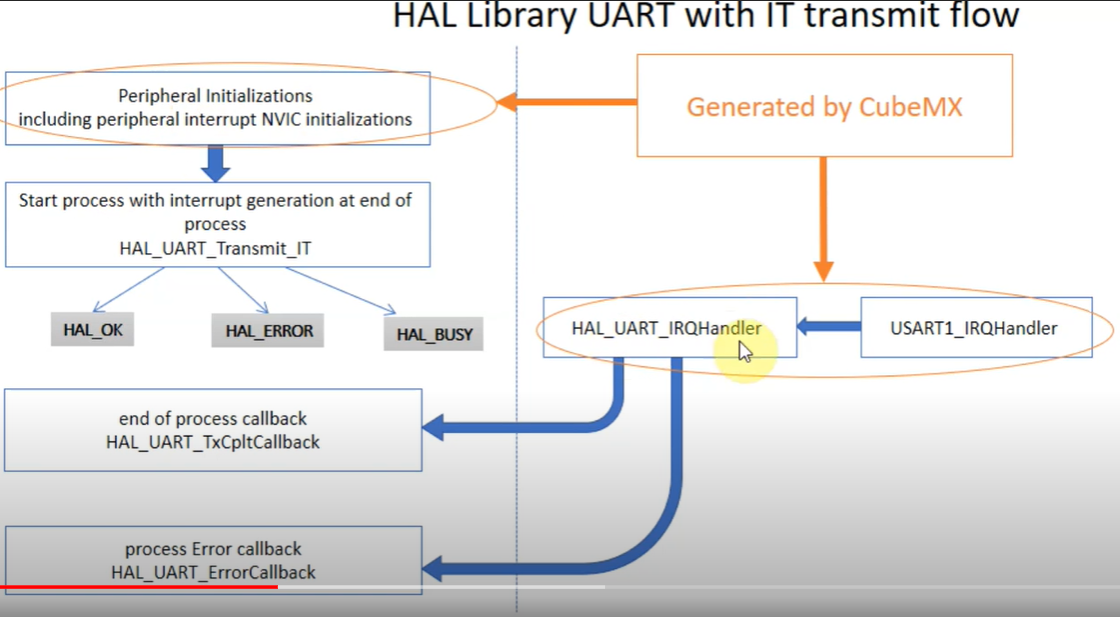 HAL Library UART with IT transmit flow
Peripheral Initializations
including peripheral interrupt NVIC initializations
Generated by CubeMX
Start process with interrupt generation at end of
process
HAL_UART_Transmit_IT
HAL_OK
HAL_ERROR
HAL_BUSY
HAL_UART_IRQHandler
USART1_IRQHandler
end of process callback
HAL_UART_TxCpltCallback
process Error callback
HAL_UART_ErrorCallback